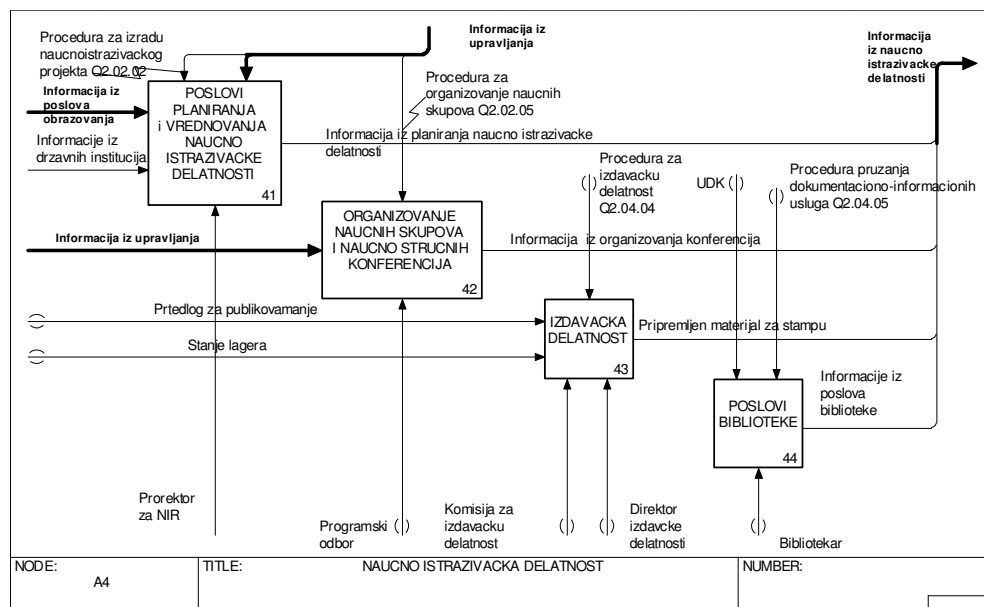 Procedura za izradu
naucnoistrazivackog
projekta Q2.02.02
Informacija iz
upravljanja
Informacija
iz naucno
istrazivacke
delatnosti
Informacija iz
poslova
obrazovanja
Informacije iz
drzavnih institucija
POSLOVI
PLANIRANJA
i VREDNOVANJA
NAUCNO
ISTRAZIVACKE
DELATNOSTI
41
Procedura za
organizovanje naucnih
skupova Q2.02.05
Informacija iz planiranja naucno istrazivacke
delatnosti
Procedura za
izdavacku
delatnost
Q2.04.04
UDK
Procedura pruzanja
dokumentaciono-informacionih
usluga Q2.04.05
Informacija iz upravljanja
ORGANIZOVANJE
NAUCNIH SKUPOVA
I NAUCNO STRUCNIH
KONFERENCIJA
42
Informacija iz organizovanja konferencija
Prtedlog za publikovamanje
Stanje lagera
IZDAVACKA
DELATNOST
43
Pripremljen materijal za stampu
POSLOVI
BIBLIOTEKE
44
Informacije iz
poslova
biblioteke
Prorektor
za NIR
Programski
odbor
Komisija za
izdavacku
delatnost
Direktor
izdavcke
delatnosti
Bibliotekar
NODE:
A4
TITLE:
NAUCNO ISTRAZIVACKA DELATNOST
NUMBER: